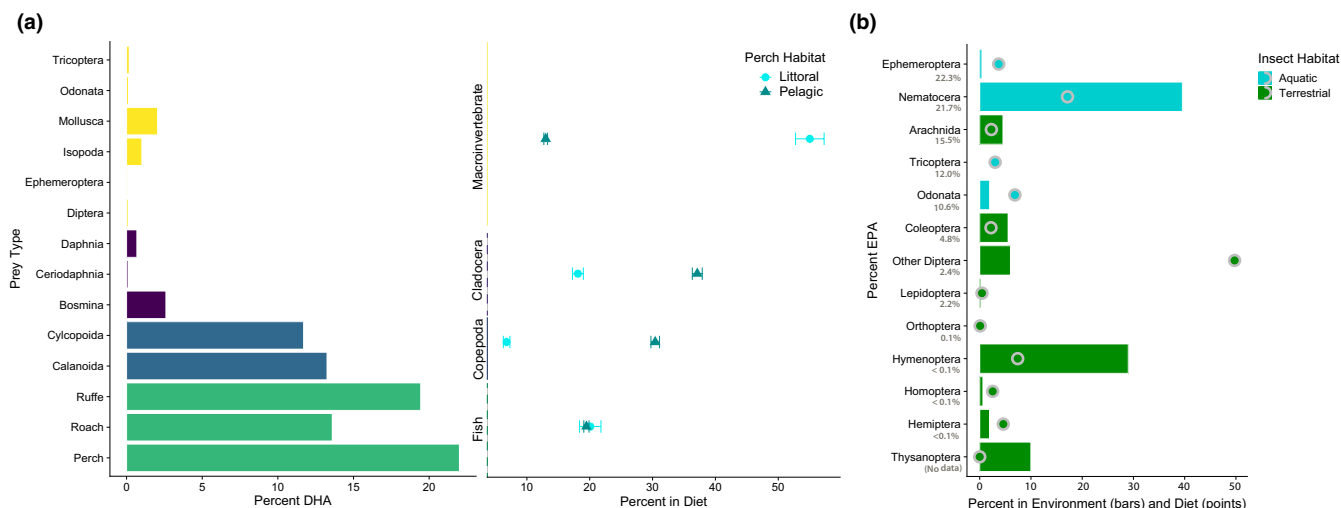 (a)
Prey Type
Tricoptera
Odonata
Mollusca
Isopoda
Ephemeroptera
Diptera
Daphnia
Ceriodaphnia
Bosmina
Cylcopoida
Calanoida
Ruffe
Roach
Perch
0
5
10
15
20
Percent DHA
Macroinvertebrate
Cladocera
Copepoda
Fish
Perch Habitat
Littoral
Pelagic
10
20
30
40
50
Percent in Diet
(b)
Percent EPA
Ephemeroptera
22.3%
Nematocera
21.7%
Arachnida
15.5%
Tricoptera
12.0%
Odonata
10.6%
Coleoptera
4.8%
Other Diptera
2.4%
Lepidoptera
2.2%
Orthoptera
0.1%
Hymenoptera
< 0.1%
Homoptera
< 0.1%
Hemiptera
<0.1%
Thysanoptera
(No data)
0
10
20
30
40
50
Percent in Environment (bars) and Diet (points)
Insect Habitat
Aquatic
Terrestrial